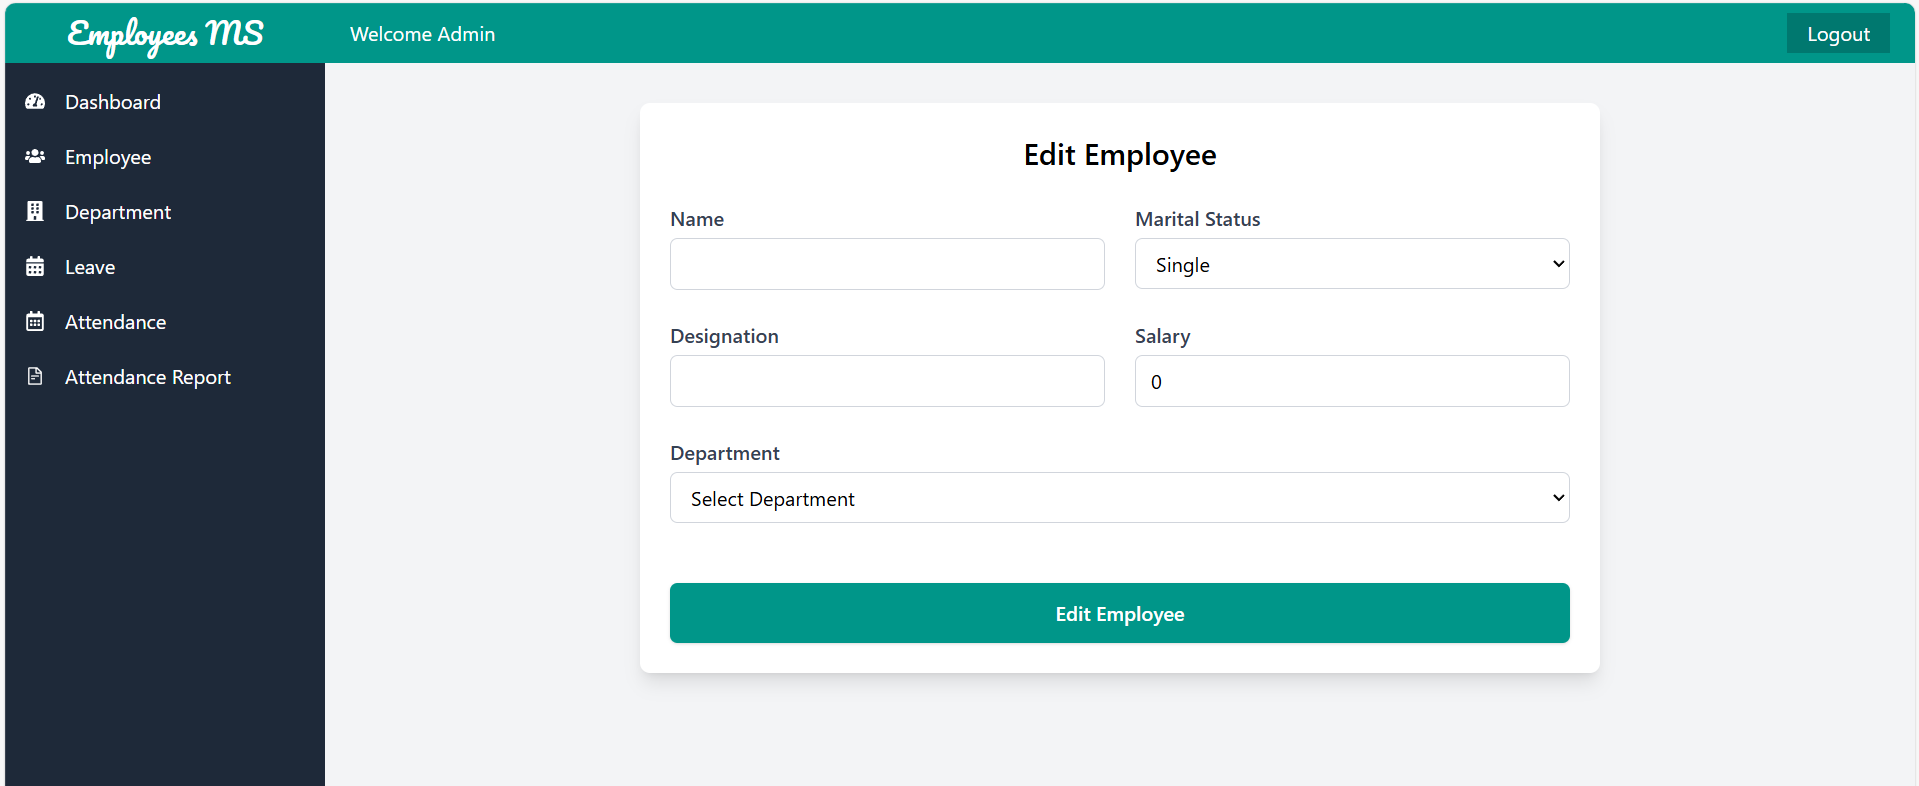 Employees MS
Welcome Admin
Logout
Dashboard
Employee
Department
Leave
Attendance
Attendance Report
Edit Employee
Name
Marital Status
Single
Designation
Salary
0
Department
Select Department
Edit Employee